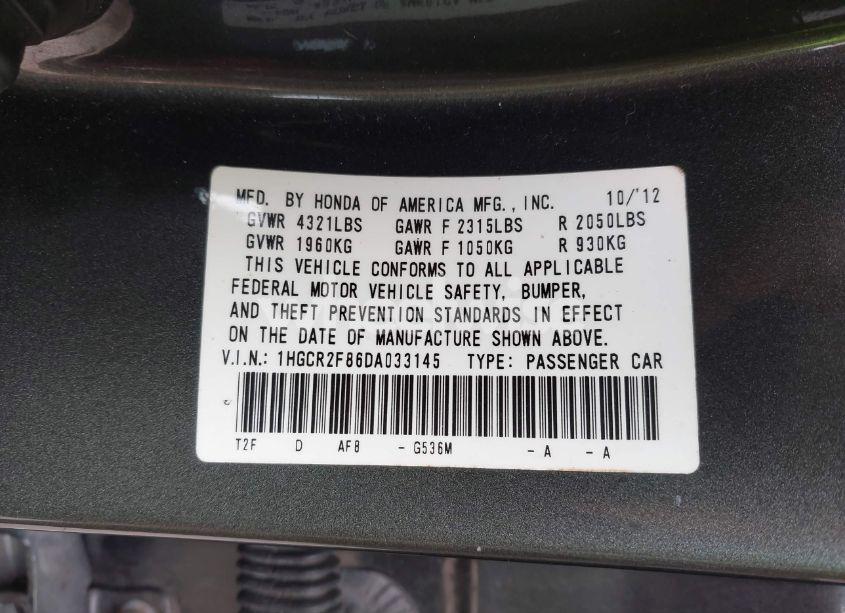 MFD. BY HONDA OF AMERICA MFG., INC. 10/'12
GVWR 4321LBS GAWR F 2315LBS R 2050LBS
GVWR 1960KG GAWR F 1050KG R 930KG
THIS VEHICLE CONFORMS TO ALL APPLICABLE
FEDERAL MOTOR VEHICLE SAFETY, BUMPER,
AND THEFT PREVENTION STANDARDS IN EFFECT
ON THE DATE OF MANUFACTURE SHOWN ABOVE.
V.I.N.: 1HGCR2F86DA033145 TYPE: PASSENGER CAR
T2F D AF8 - G536M - A - A